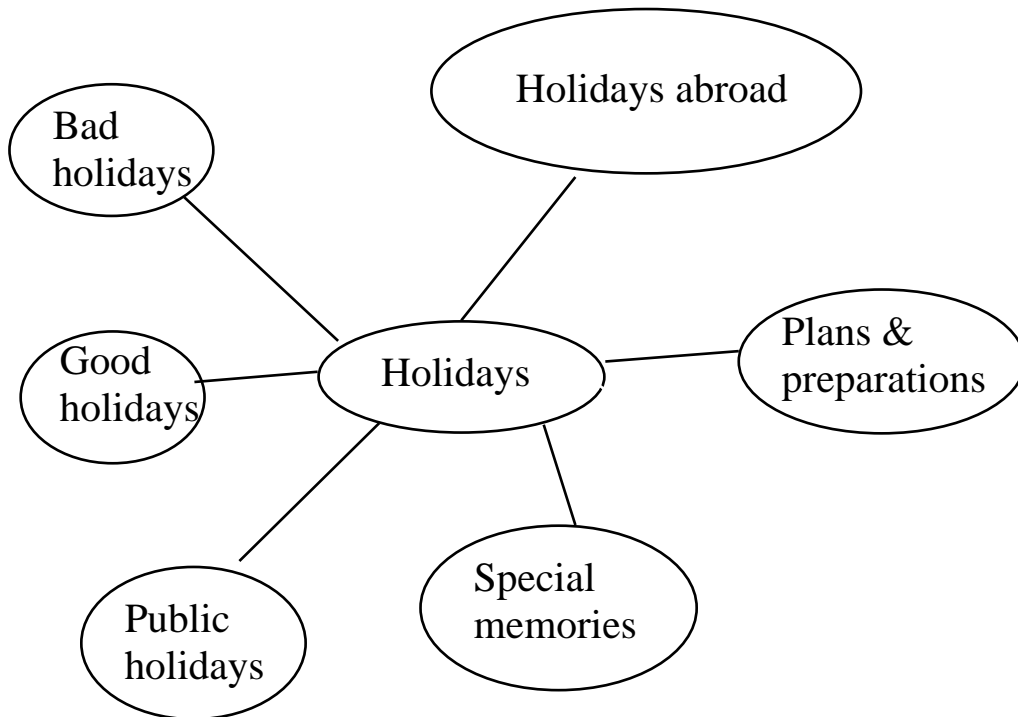 Holidays abroad
Bad
holidays
Plans &
preparations
Good
holidays
Holidays
Special
memories
Public
holidays